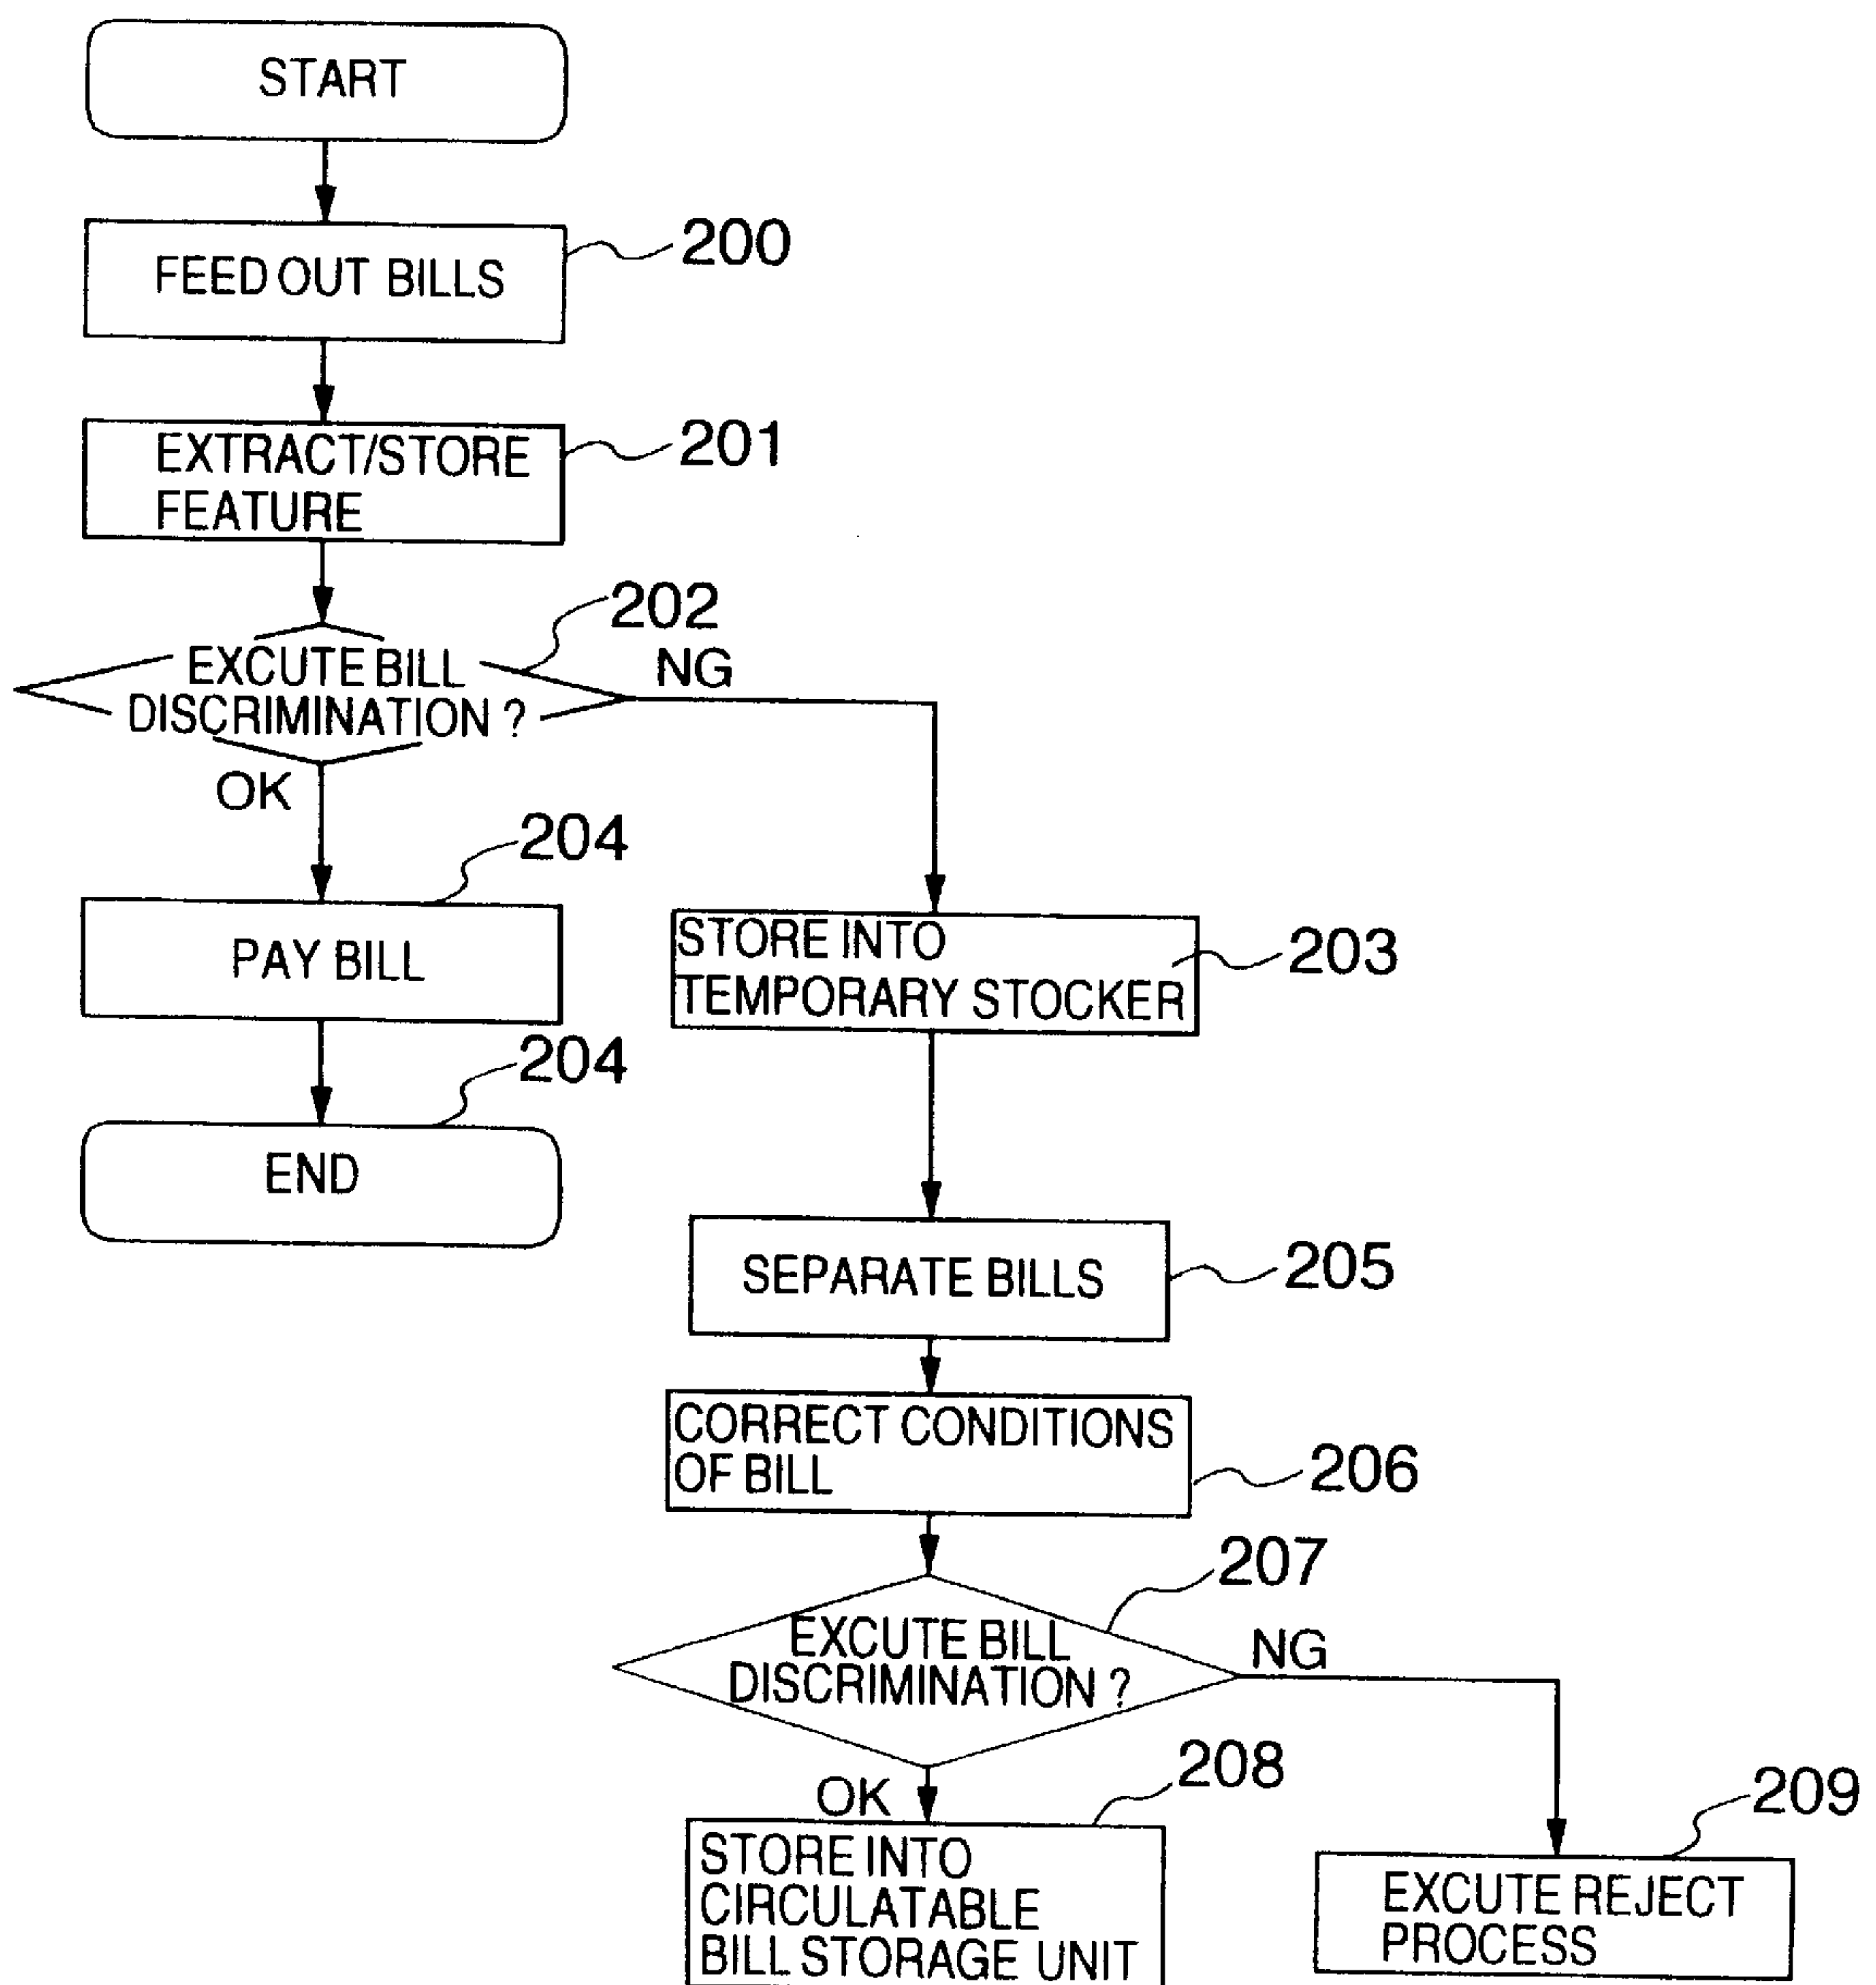 START
FEED OUT BILLS
200
EXTRACT/STORE
FEATURE
201
202
EXCUTE BILL
DISCRIMINATION ?
NG
OK
204
PAY BILL
204
END
STORE INTO
TEMPORARY STOCKER
203
SEPARATE BILLS
205
CORRECT CONDITIONS
OF BILL
206
207
EXCUTE BILL
DISCRIMINATION ?
NG
OK
208
STORE INTO
CIRCULATABLE
BILL STORAGE UNIT
209
EXCUTE REJECT
PROCESS